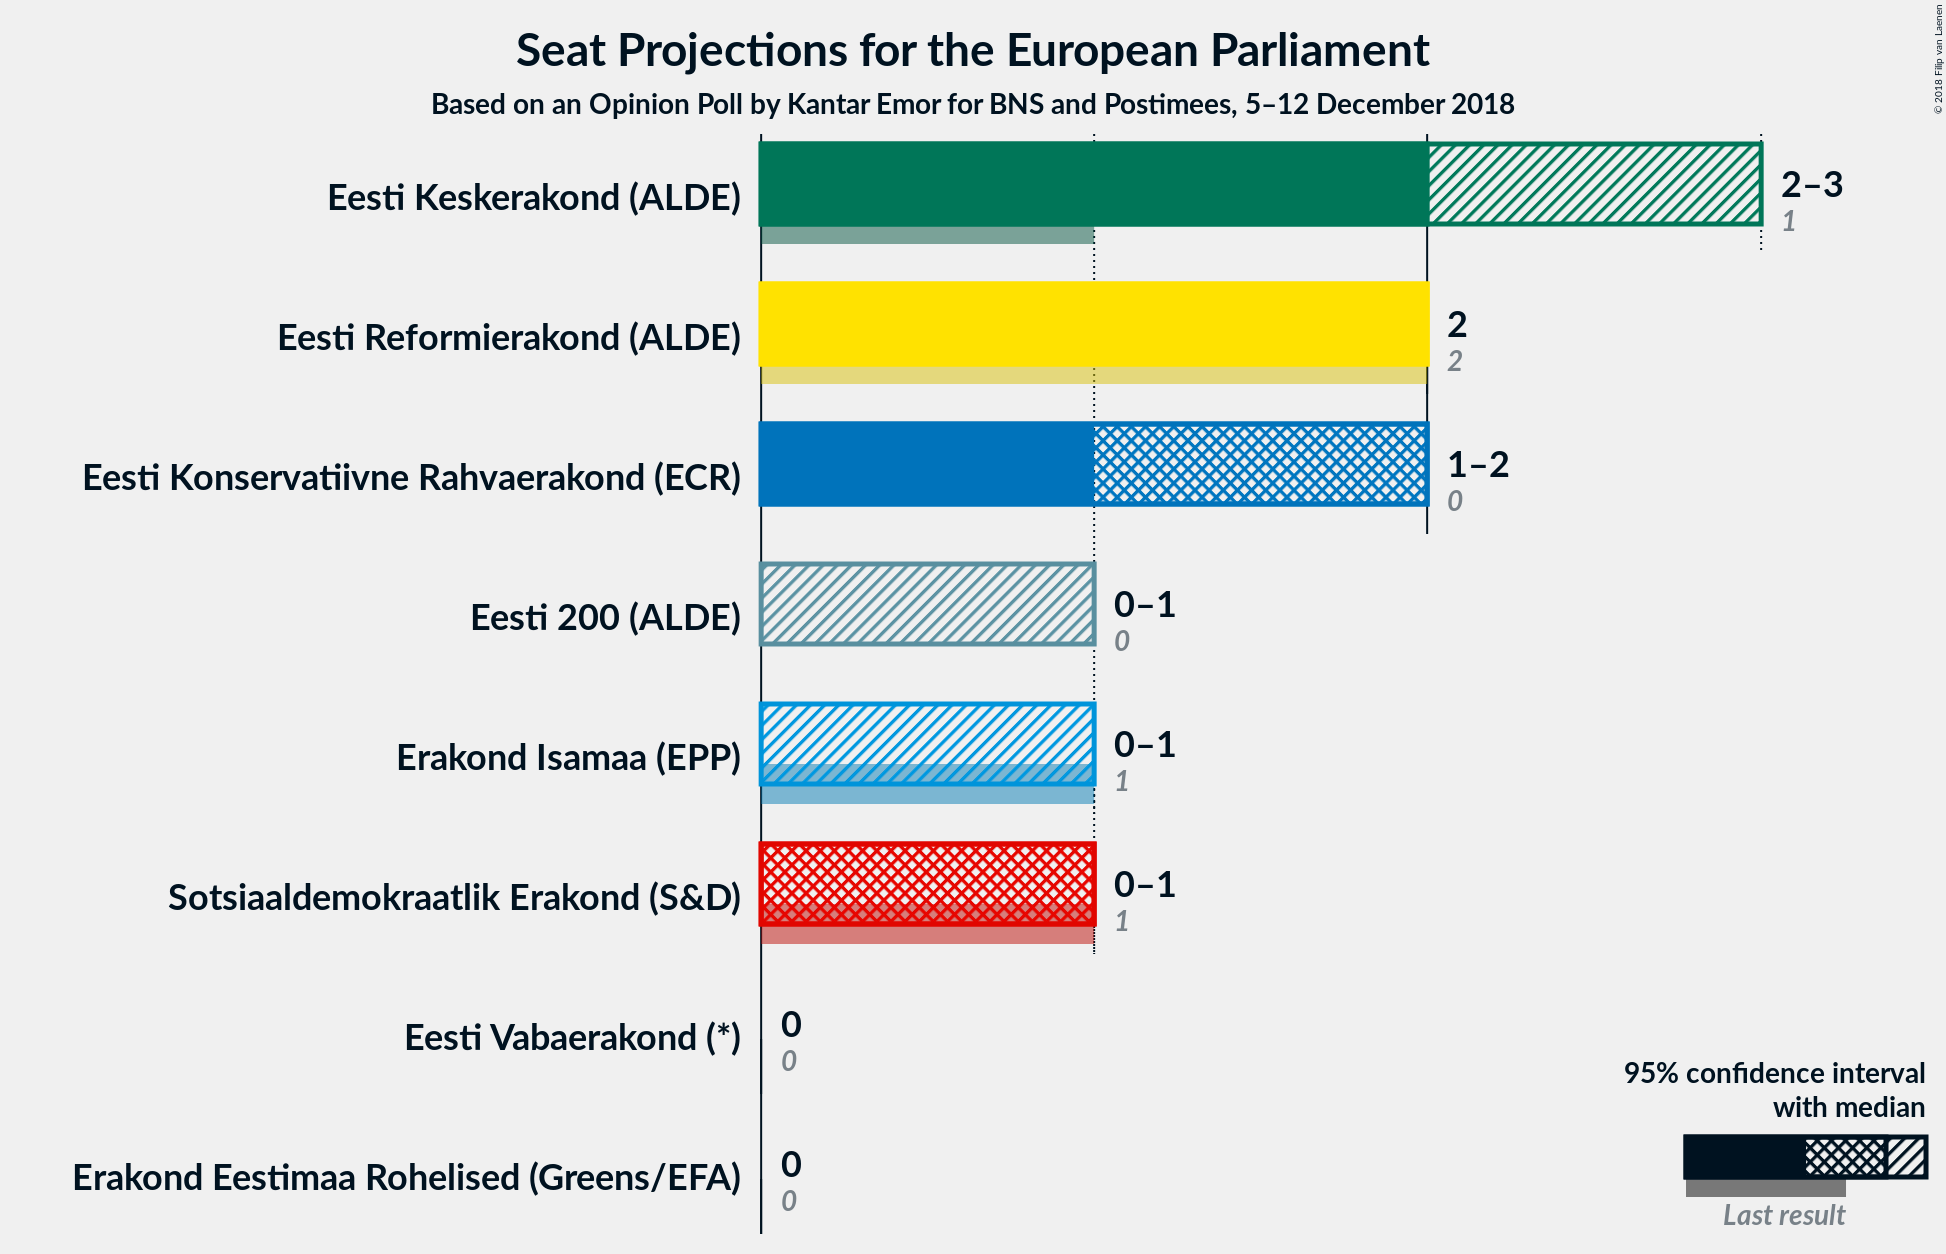 Seat Projections for the European Parliament
Based on an Opinion Poll by Kantar Emor for BNS and Postimees, 5–12 December 2018
© 2018 Filip van Laenen
Eesti Keskerakond (ALDE)
2–3
1
Eesti Reformierakond (ALDE)
2
2
Eesti Konservatiivne Rahvaerakond (ECR)
1–2
0
Eesti 200 (ALDE)
0–1
0
Erakond Isamaa (EPP)
0–1
1
Sotsiaaldemokraatlik Erakond (S&D)
0–1
1
Eesti Vabaerakond (*)
0
0
Erakond Eestimaa Rohelised (Greens/EFA)
0
0
95% confidence interval
with median
Last result